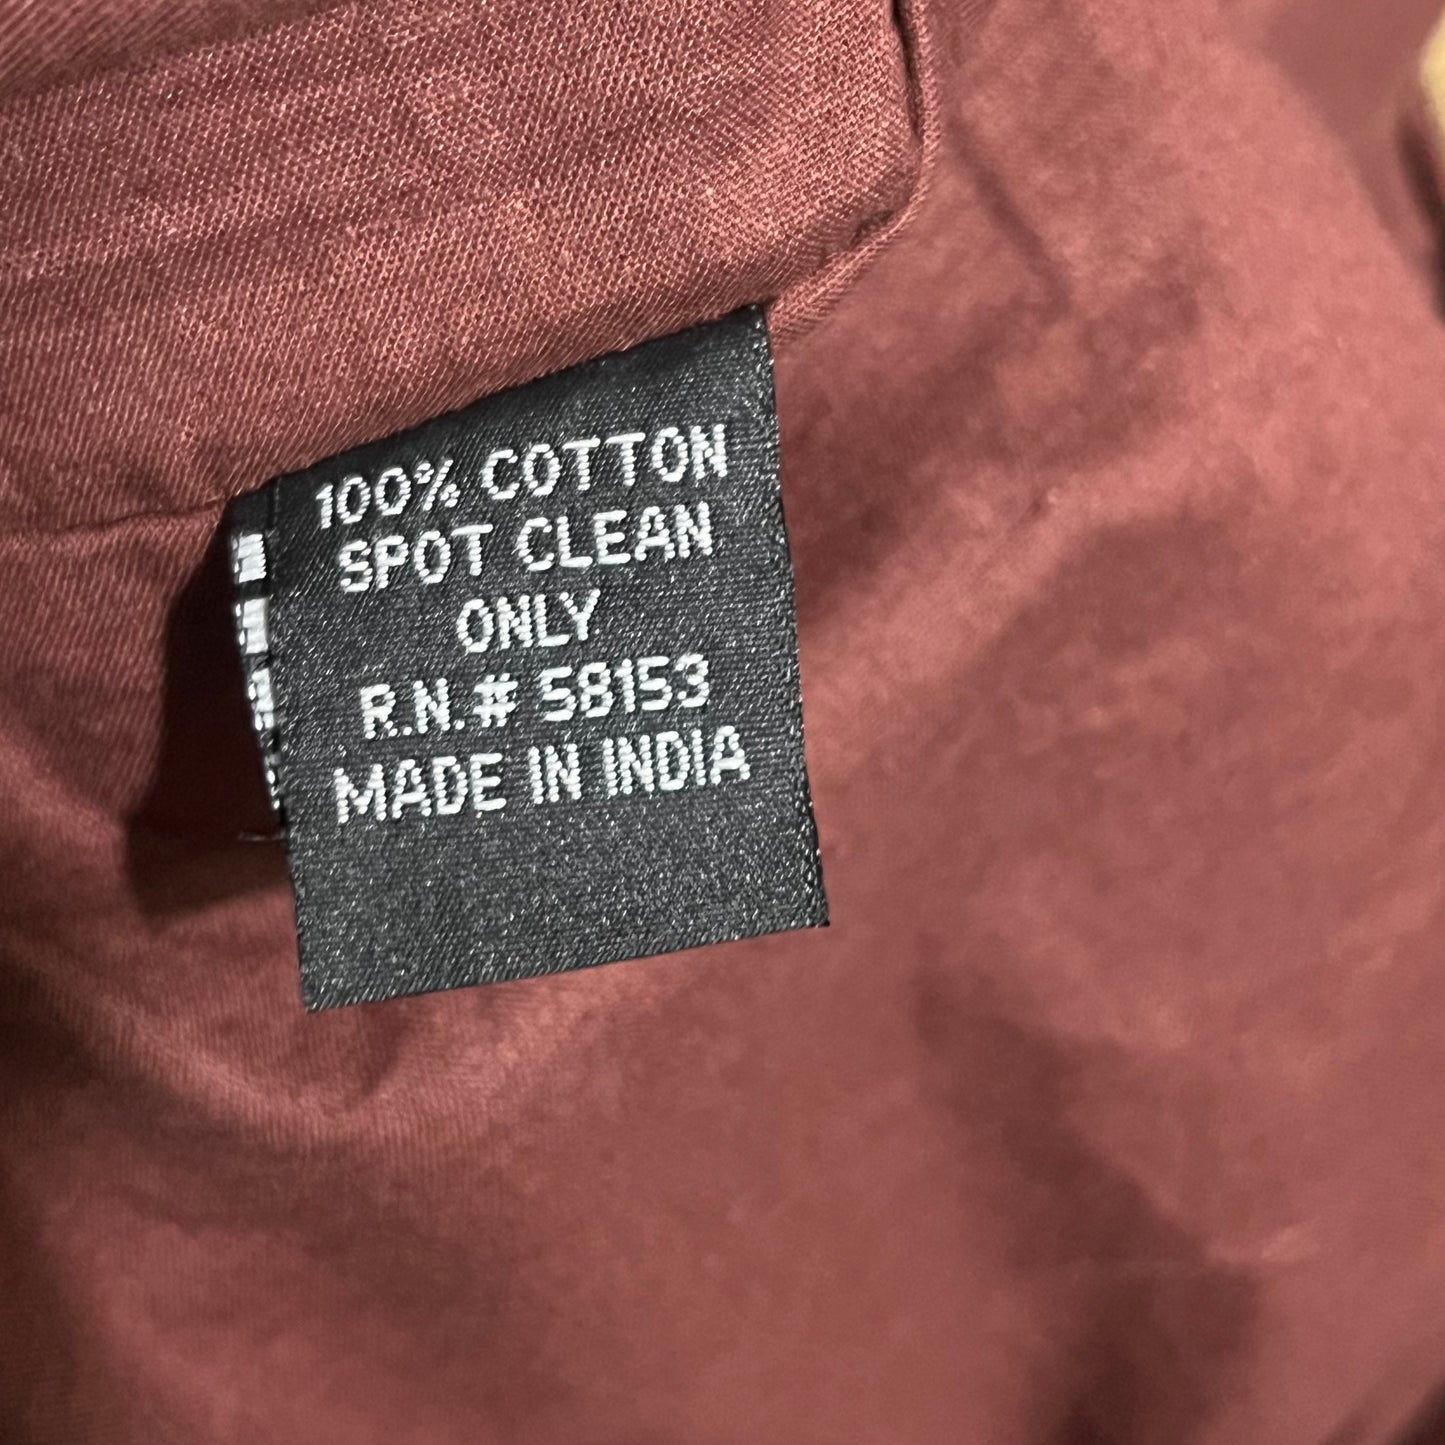 100% COTTON
SPOT CLEAN
ONLY
R.N.# 58153
MADE IN INDIA